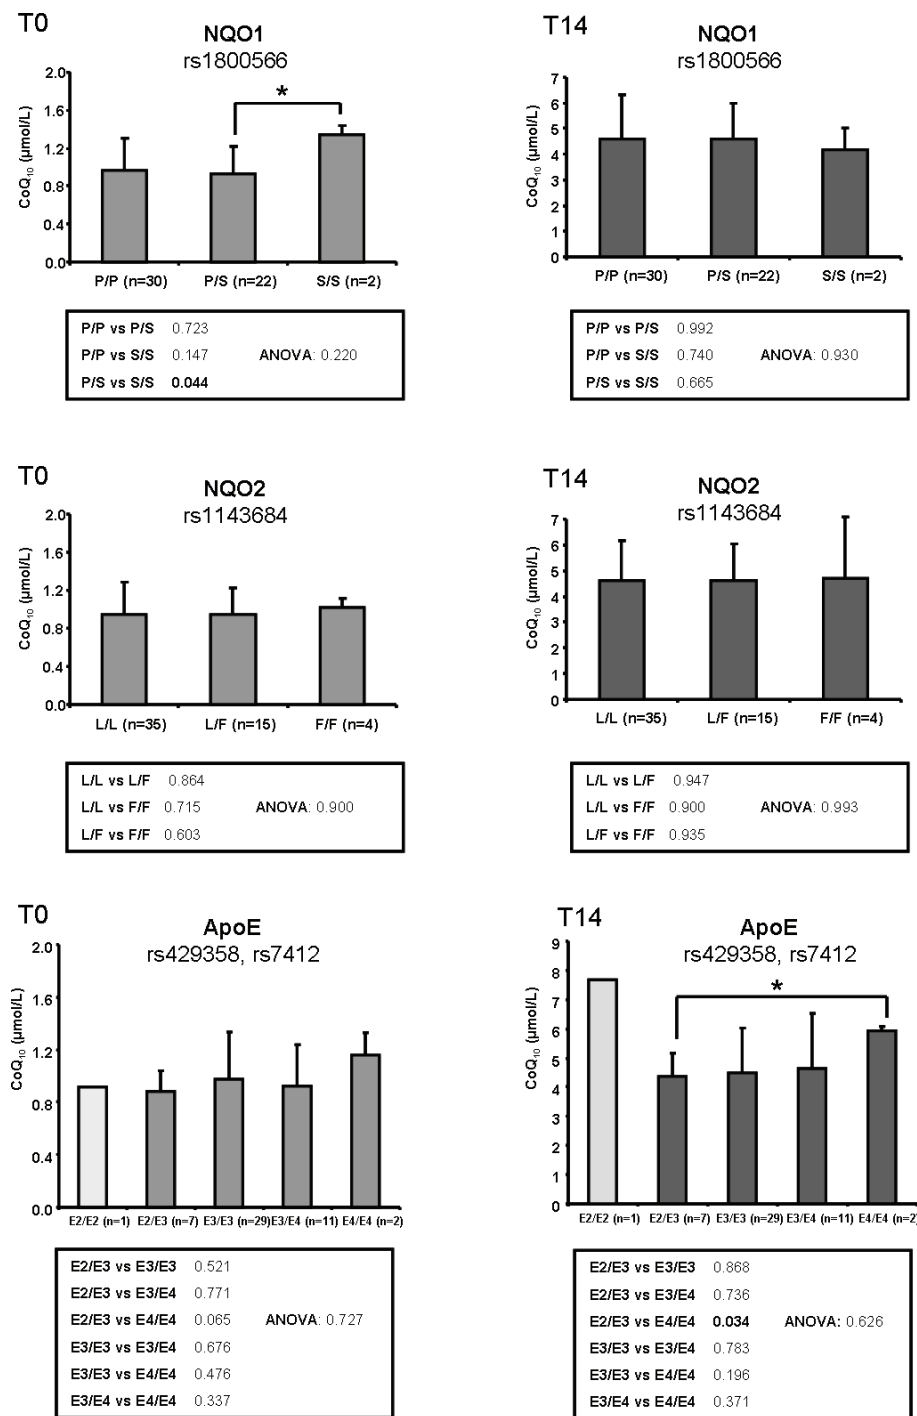 T0
NQO1
rs1800566
CoQ₁₀ (µmol/L)
2.0
1.6
1.2
0.8
0.4
0.0
*
P/P (n=30) P/S (n=22) S/S (n=2)
P/P vs P/S 0.723
P/P vs S/S 0.147 ANOVA: 0.220
P/S vs S/S 0.044
T14
NQO1
rs1800566
CoQ₁₀ (µmol/L)
7
6
5
4
3
2
1
0
P/P (n=30) P/S (n=22) S/S (n=2)
P/P vs P/S 0.992
P/P vs S/S 0.740 ANOVA: 0.930
P/S vs S/S 0.665
T0
NQO2
rs1143684
CoQ₁₀ (µmol/L)
2.0
1.6
1.2
0.8
0.4
0.0
L/L (n=35) L/F (n=15) F/F (n=4)
L/L vs L/F 0.864
L/L vs F/F 0.715 ANOVA: 0.900
L/F vs F/F 0.603
T14
NQO2
rs1143684
CoQ₁₀ (µmol/L)
7
6
5
4
3
2
1
0
L/L (n=35) L/F (n=15) F/F (n=4)
L/L vs L/F 0.947
L/L vs F/F 0.900 ANOVA: 0.993
L/F vs F/F 0.935
T0
ApoE
rs429358, rs7412
CoQ₁₀ (µmol/L)
2.0
1.6
1.2
0.8
0.4
0.0
E2/E2 (n=1) E2/E3 (n=7) E3/E3 (n=29) E3/E4 (n=11) E4/E4 (n=2)
E2/E3 vs E3/E3 0.521
E2/E3 vs E3/E4 0.771
E2/E3 vs E4/E4 0.065 ANOVA: 0.727
E3/E3 vs E3/E4 0.676
E3/E3 vs E4/E4 0.476
E3/E4 vs E4/E4 0.337
T14
ApoE
rs429358, rs7412
CoQ₁₀ (µmol/L)
9
8
7
6
5
4
3
2
1
0
*
E2/E2 (n=1) E2/E3 (n=7) E3/E3 (n=29) E3/E4 (n=11) E4/E4 (n=2)
E2/E3 vs E3/E3 0.868
E2/E3 vs E3/E4 0.736
E2/E3 vs E4/E4 0.034 ANOVA: 0.626
E3/E3 vs E3/E4 0.783
E3/E3 vs E4/E4 0.196
E3/E4 vs E4/E4 0.371